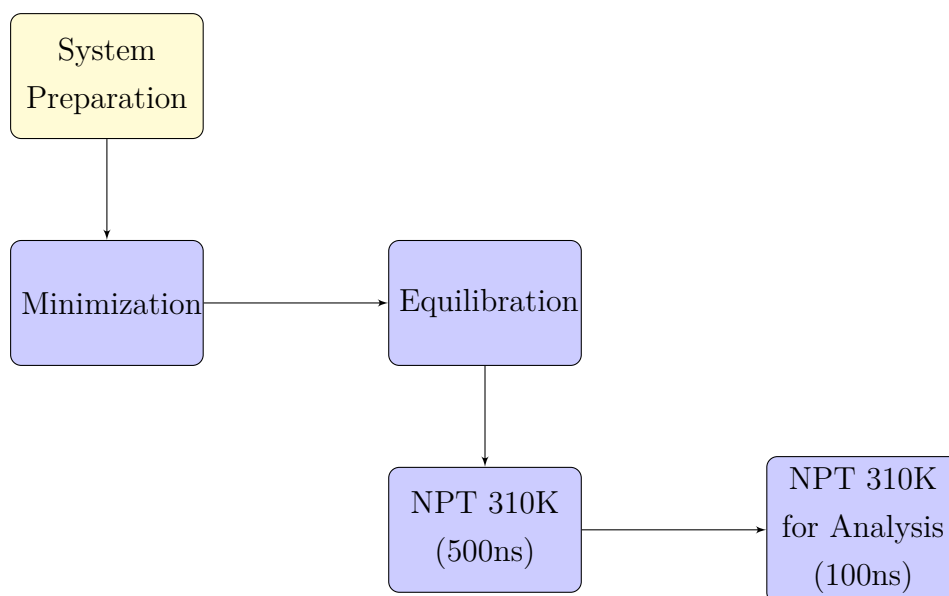 System
Preparation
Minimization
Equilibration
NPT 310K
(500ns)
NPT 310K
for Analysis
(100ns)